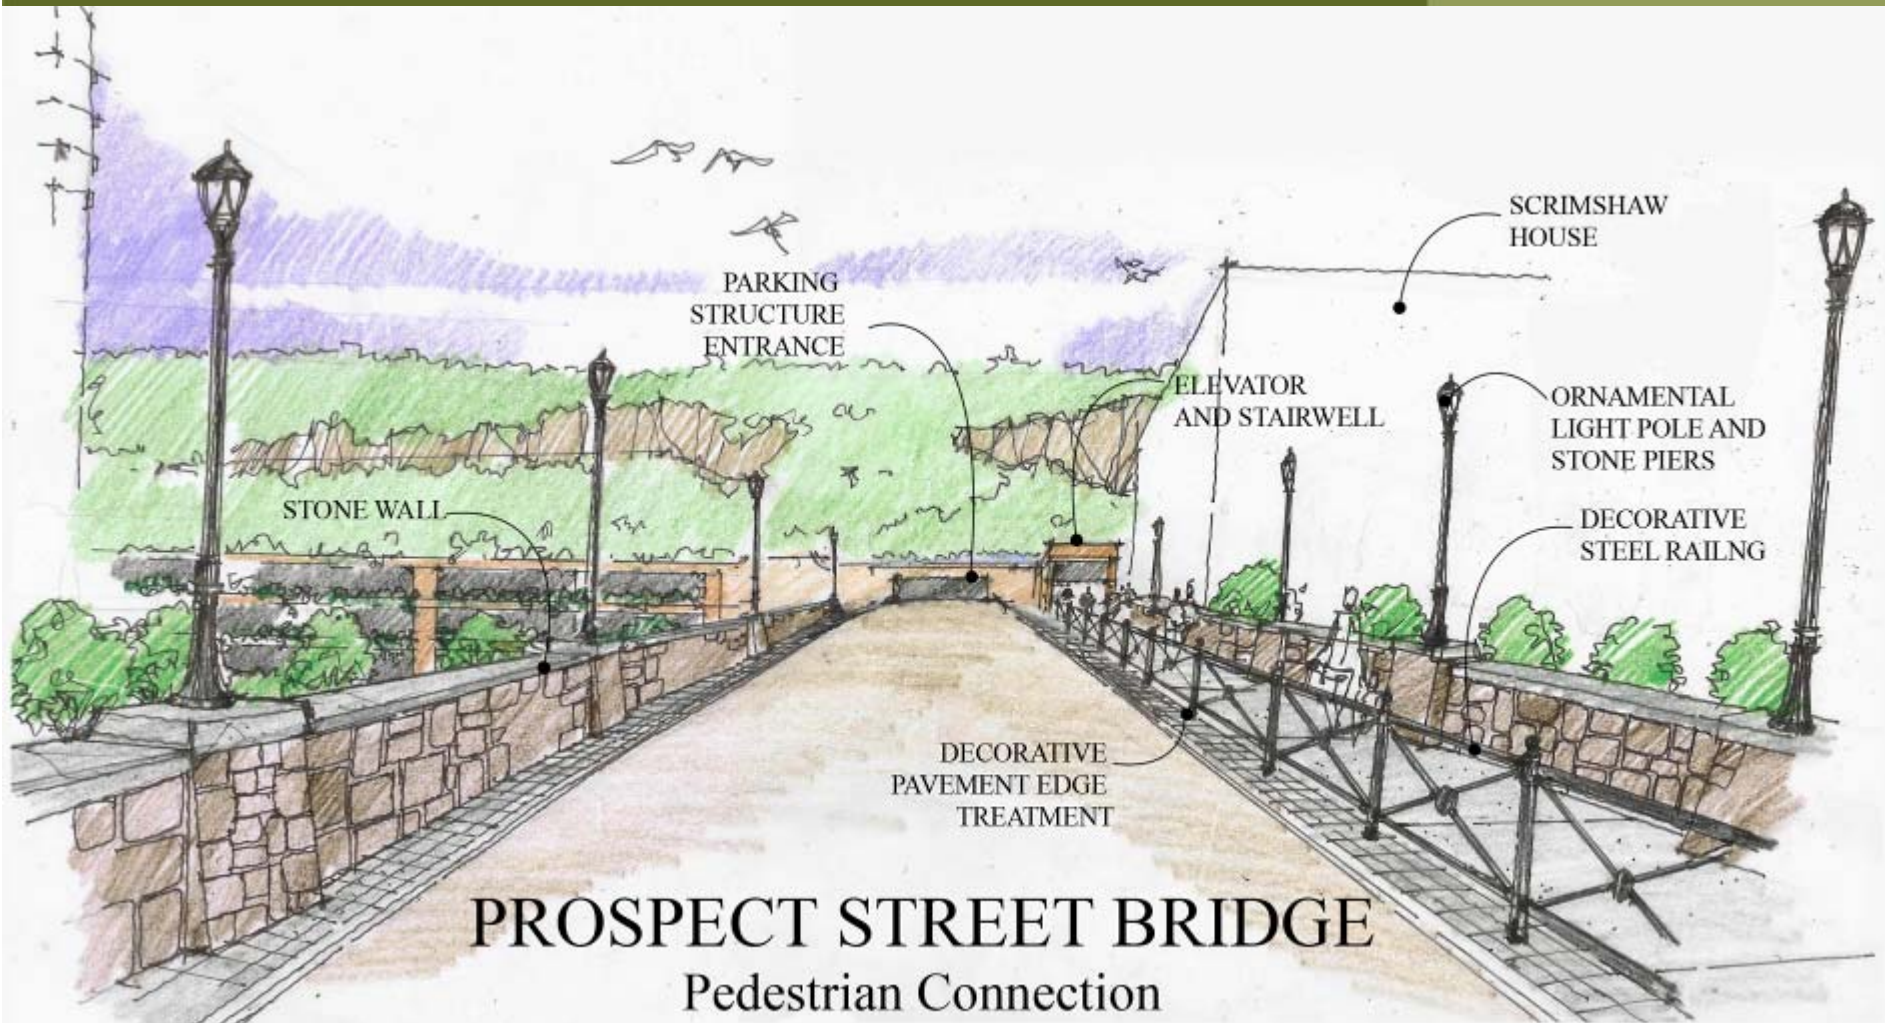 SCRIMSHAW
HOUSE
PARKING
STRUCTURE
ENTRANCE
ELEVATOR
AND STAIRWELL
ORNAMENTAL
LIGHT POLE AND
STONE PIERS
STONE WALL
DECORATIVE
STEEL RAILNG
DECORATIVE
PAVEMENT EDGE
TREATMENT
PROSPECT STREET BRIDGE
Pedestrian Connection